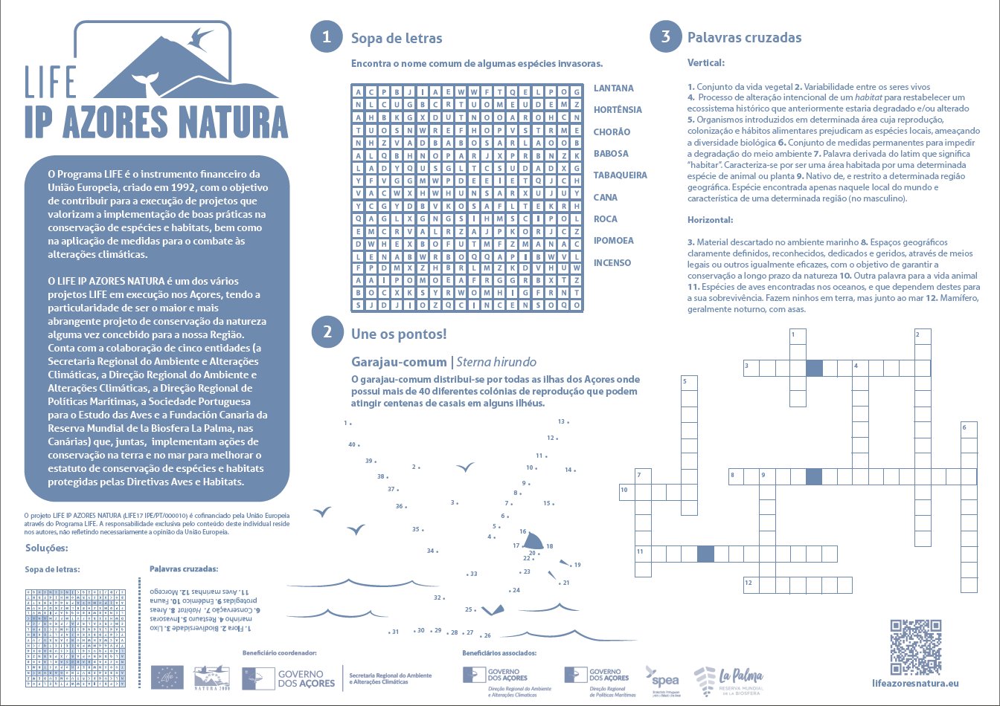 LIFE
IP AZORES NATURA
O Programa LIFE é o instrumento financeiro da
União Europeia, criado em 1992, com o objetivo
de contribuir para a execução de projetos que
valorizam a implementação de boas práticas na
conservação de espécies e habitats, bem como
na aplicação de medidas para o combate às
alterações climáticas.
O LIFE IP AZORES NATURA é um dos vários
projetos LIFE em execução nos Açores, tendo a
particularidade de ser o maior e mais
abrangente projeto de conservação da natureza
alguma vez concebido para a nossa Região.
Conta com a colaboração de cinco entidades (a
Secretaria Regional do Ambiente e Alterações
Climáticas, a Direção Regional do Ambiente e
Alterações Climáticas, a Direção Regional de
Políticas Marítimas, a Sociedade Portuguesa
para o Estudo das Aves e a Fundación Canaria da
Reserva Mundial de la Biosfera La Palma, nas
Canárias) que, juntas, implementam ações de
conservação na terra e no mar para melhorar o
estatuto de conservação de espécies e habitats
protegidas pelas Diretivas Aves e Habitats.
O projeto LIFE IP AZORES NATURA (LIFE17 IPE/PT/000010) é cofinanciado pela União Europeia
através do Programa LIFE. A responsabilidade exclusiva pelo conteúdo deste individual reside
nos autores, não refletindo necessariamente a opinião da União Europeia.
Soluções:
Sopa de letras:
Palavras cruzadas:
1. Flora 2. Biodiversidade 3. Lixo
marinho 4. Restauro 5. Invasoras
6. Conservação 7. Habitat 8. Áreas
protegidas 9. Endémico 10. Fauna
11. Aves marinhas 12. Morcego
1 Sopa de letras
Encontra o nome comum de algumas espécies invasoras.
A C P B J I A E W W F T Q E L P O G
N L C U G B C R T U O M E U D E M Z
A H B K G X D U T N O O A R O H C N
T U O S N W R E F H O P V S T R M E
N H Z V A D B A B O S A R L A O O B
A L Q B H N O P A R J X P R B N Z K
L A D Y Q U S G L T C S U D A D X G
Y F V G G M W P D E E I E T Q J C H
V A C W X H W H U N S A R X U J U Y
Y C G Y D B V K O S A F L T E K R H
Q A G L X G N G S I H M S C I P O L
E M C R V A L R Z A J P K O R J C Z
D W H E X B O F U T M F Z M A N A C
L E N A B W R B O Q Q A P I B W V L
F P D M X Z H B R L M Z K D V H U W
A A I P O M O E A F R G G R B X T Z
B O C X K S Y R W O M H I G F R N T
S J D J I O Z Q C I N C E N S O Q O
LANTANA
HORTÊNSIA
CHORÃO
BABOSA
TABAQUEIRA
CANA
ROCA
IPOMOEA
INCENSO
2 Une os pontos!
Garajau-comum | Sterna hirundo
O garajau-comum distribui-se por todas as ilhas dos Açores onde
possui mais de 40 diferentes colónias de reprodução que podem
atingir centenas de casais em alguns ilhéus.
1
13
12
40
11
39
2
10
14
38
9
37
8
3
7
15
36
6
5
35
16
4
17
18
34
20
22
19
23
33
21
24
32
25
31
30
29
28
27
26
3 Palavras cruzadas
Vertical:
1. Conjunto da vida vegetal 2. Variabilidade entre os seres vivos
4. Processo de alteração intencional de um habitat para restabelecer um
ecossistema histórico que anteriormente estaria degradado e/ou alterado
5. Organismos introduzidos em determinada área cuja reprodução,
colonização e hábitos alimentares prejudicam as espécies locais, ameaçando
a diversidade biológica 6. Conjunto de medidas permanentes para impedir
a degradação do meio ambiente 7. Palavra derivada do latim que significa
“habitar”. Caracteriza-se por ser uma área habitada por uma determinada
espécie de animal ou planta 9. Nativo de, e restrito a determinada região
geográfica. Espécie encontrada apenas naquele local do mundo e
característica de uma determinada região (no masculino).
Horizontal:
3. Material descartado no ambiente marinho 8. Espaços geográficos
claramente definidos, reconhecidos, dedicados e geridos, através de meios
legais ou outros igualmente eficazes, com o objetivo de garantir a
conservação a longo prazo da natureza 10. Outra palavra para a vida animal
11. Espécies de aves encontradas nos oceanos, e que dependem destes para
a sua sobrevivência. Fazem ninhos em terra, mas junto ao mar 12. Mamífero,
geralmente noturno, com asas.
1
2
3
4
5
6
7
8
9
10
11
12
Beneficiário coordenador:
Life
NATURA 2000
GOVERNO
DOS AÇORES
Secretaria Regional do Ambiente
e Alterações Climáticas
Beneficiários associados:
GOVERNO
DOS AÇORES
Direção Regional do Ambiente
e Alterações Climáticas
GOVERNO
DOS AÇORES
Direção Regional
de Políticas Marítimas
spea
La Palma
RESERVA MUNDIAL
DE LA BIOSFERA
lifeazoresnatura.eu